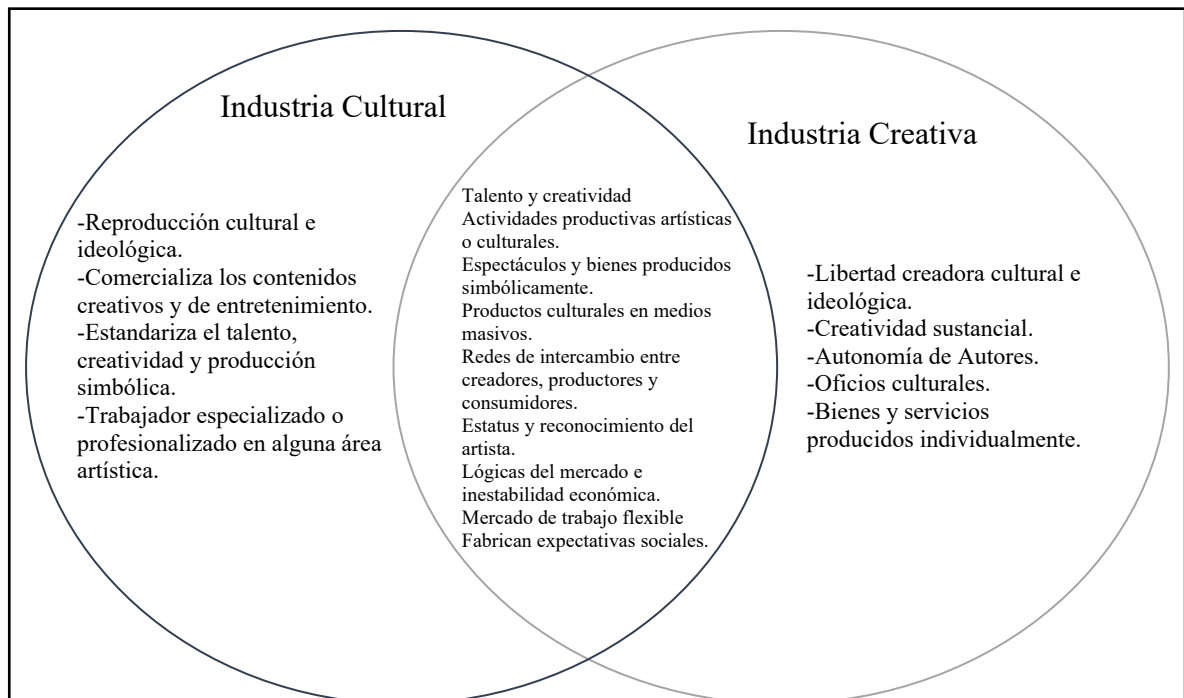 Industria Cultural
-Reproducción cultural e
ideológica.
-Comercializa los contenidos
creativos y de entretenimiento.
-Estandariza el talento,
creatividad y producción
simbólica.
-Trabajador especializado o
profesionalizado en alguna área
artística.
Talento y creatividad
Actividades productivas artísticas
o culturales.
Espectáculos y bienes producidos
simbólicamente.
Productos culturales en medios
masivos.
Redes de intercambio entre
creadores, productores y
consumidores.
Estatus y reconocimiento del
artista.
Lógicas del mercado e
inestabilidad económica.
Mercado de trabajo flexible
Fabrican expectativas sociales.
Industria Creativa
-Libertad creadora cultural e
ideológica.
-Creatividad sustancial.
-Autonomía de Autores.
-Oficios culturales.
-Bienes y servicios
producidos individualmente.